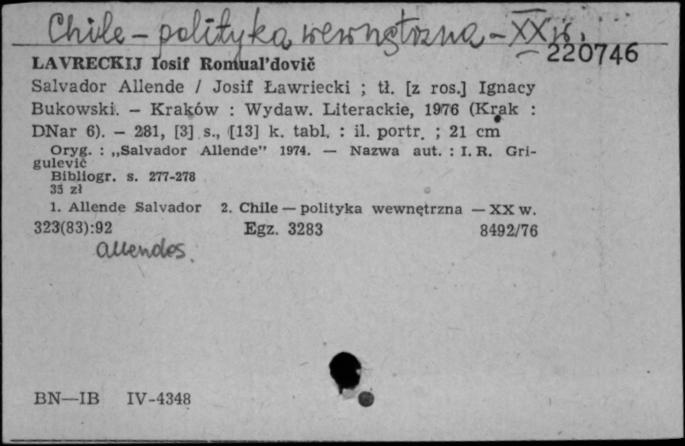 Chile – polityka wewnętrzna – XX w.
220746
LAVRECKIJ Iosif Romual'dovič
Salvador Allende / Josif Ławriecki ; tł. [z ros.] Ignacy
Bukowski. — Kraków : Wydaw. Literackie, 1976 (Krak :
DNar 6). — 281, [3] s., [13] k. tabl. : il. portr. ; 21 cm
Oryg. : „Salvador Allende" 1974. — Nazwa aut. : I. R. Gri-
gulevič
Bibliogr. s. 277-278
35 zł
1. Allende Salvador 2. Chile — polityka wewnętrzna — XX w.
323(83):92 Egz. 3283 8492/76
Allendes.
BN—IB IV-4348